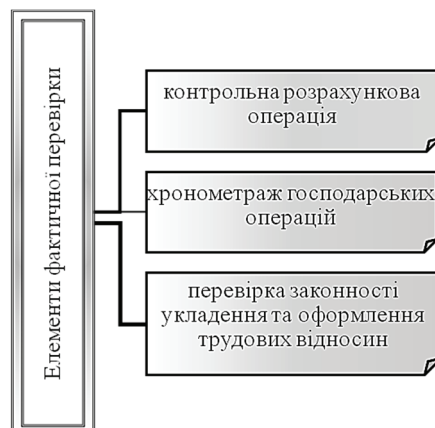 Елементи фактичної перевірки
контрольна розрахункова
операція
хронометраж господарських
операцій
перевірка законності
укладення та оформлення
трудових відносин